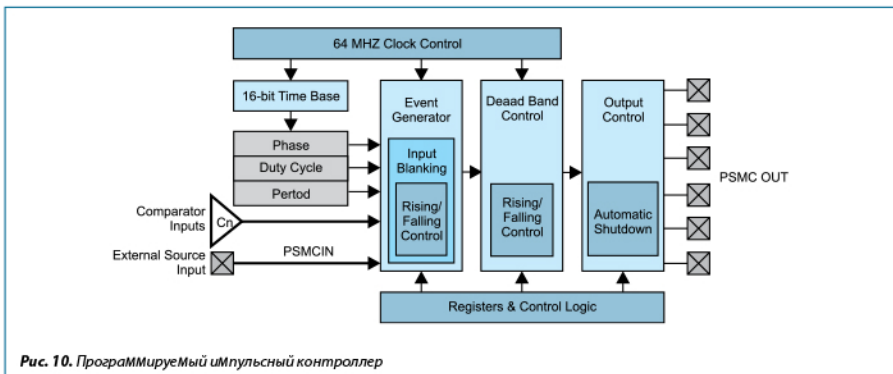 64 MHZ Clock Control
16-bit Time Base
Event
Generator
Deaad Band
Control
Output
Control
Phase
Duty Cycle
Pertod
Input
Blanking
Rising/
Falling
Control
Rising/
Falling
Control
Automatic
Shutdown
PSMC OUT
Comparator
Inputs
Cn
External Source
Input
PSMCIN
Registers & Control Logic
Рис. 10. Программируемый импульсный контроллер